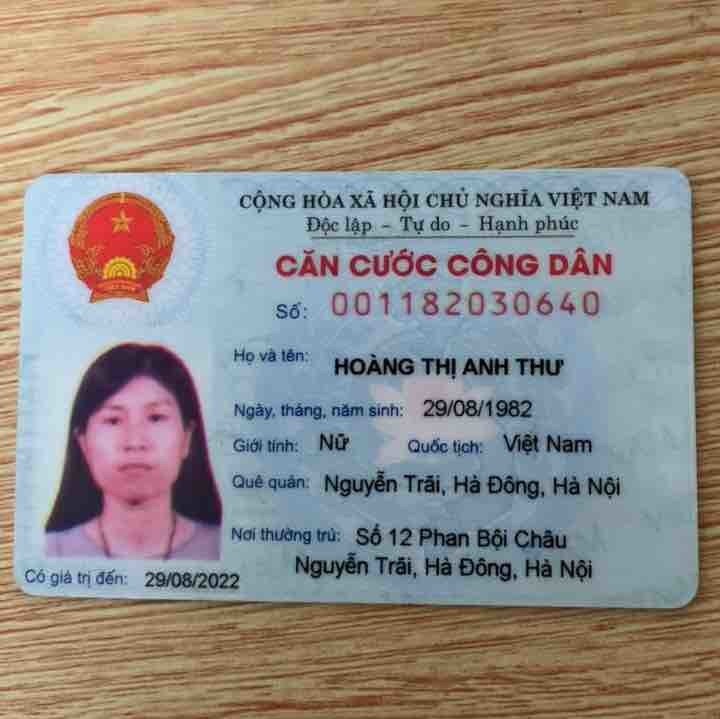 CỘNG HÒA XÃ HỘI CHỦ NGHĨA VIỆT NAM
Độc lập - Tự do - Hạnh phúc
CĂN CƯỚC CÔNG DÂN
Số: 001182030640
Họ và tên: HOÀNG THỊ ANH THƯ
Ngày, tháng, năm sinh: 29/08/1982
Giới tính: Nữ Quốc tịch: Việt Nam
Quê quán: Nguyễn Trãi, Hà Đông, Hà Nội
Nơi thường trú: Số 12 Phan Bội Châu
Nguyễn Trãi, Hà Đông, Hà Nội
Có giá trị đến: 29/08/2022